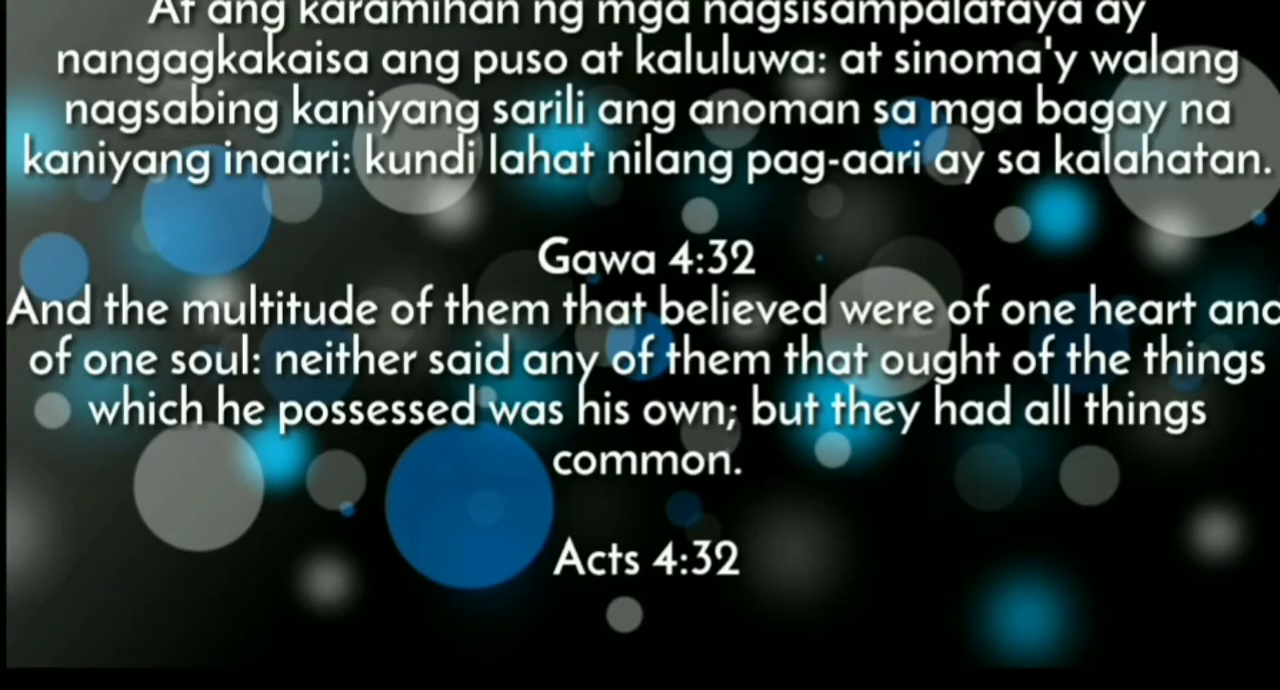 At ang karamihan ng mga nagsisampalataya ay
nangagkakaisa ang puso at kaluluwa: at sinoma'y walang
nagsabing kaniyang sarili ang anoman sa mga bagay na
kaniyang inaari: kundi lahat nilang pag-aari ay sa kalahatan.
Gawa 4:32
And the multitude of them that believed were of one heart and
of one soul: neither said any of them that ought of the things
which he possessed was his own; but they had all things
common.
Acts 4:32